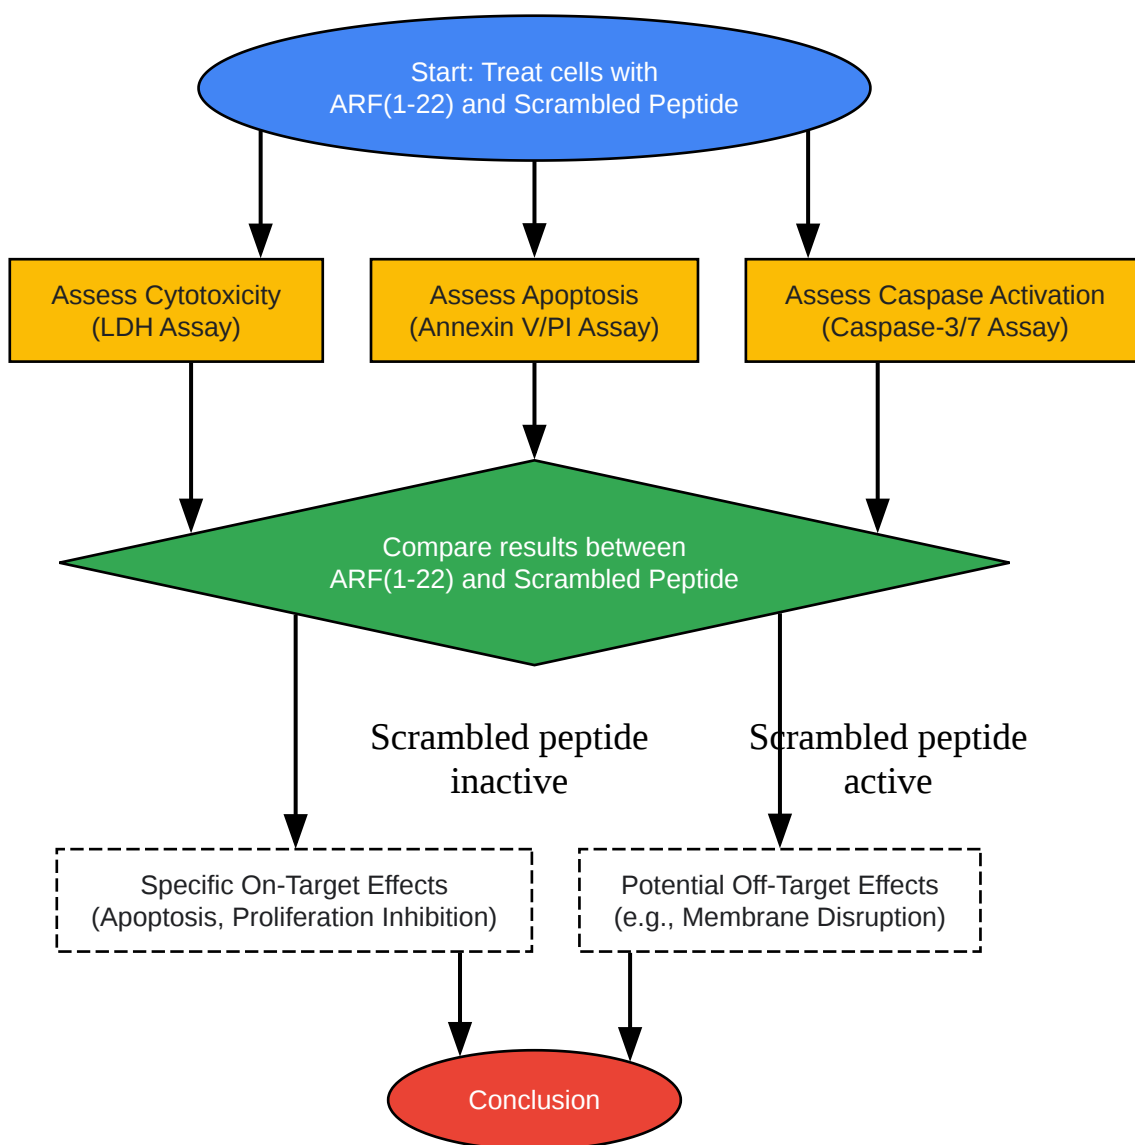 Start: Treat cells with
ARF(1-22) and Scrambled Peptide
Assess Cytotoxicity
(LDH Assay)
Assess Apoptosis
(Annexin V/PI Assay)
Assess Caspase Activation
(Caspase-3/7 Assay)
Compare results between
ARF(1-22) and Scrambled Peptide
Scrambled peptide
inactive
Scrambled peptide
active
Specific On-Target Effects
(Apoptosis, Proliferation Inhibition)
Potential Off-Target Effects
(e.g., Membrane Disruption)
Conclusion